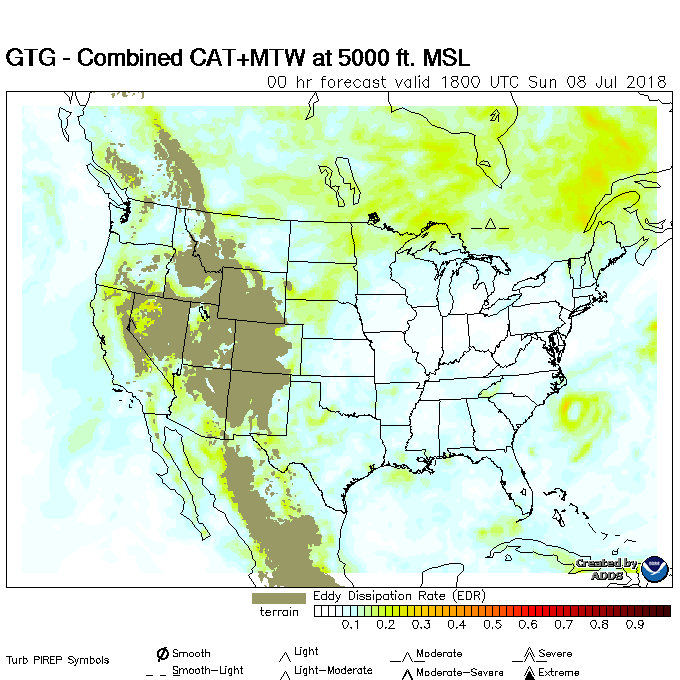 GTG - Combined CAT+MTW at 5000 ft. MSL
00 hr forecast valid 1800 UTC Sun 08 Jul 2018
Created by
ADDS
Eddy Dissipation Rate (EDR)
terrain
0.1 0.2 0.3 0.4 0.5 0.6 0.7 0.8 0.9
Turb PIREP Symbols
Smooth Light Moderate Severe
Smooth-Light Light-Moderate Moderate-Severe Extreme